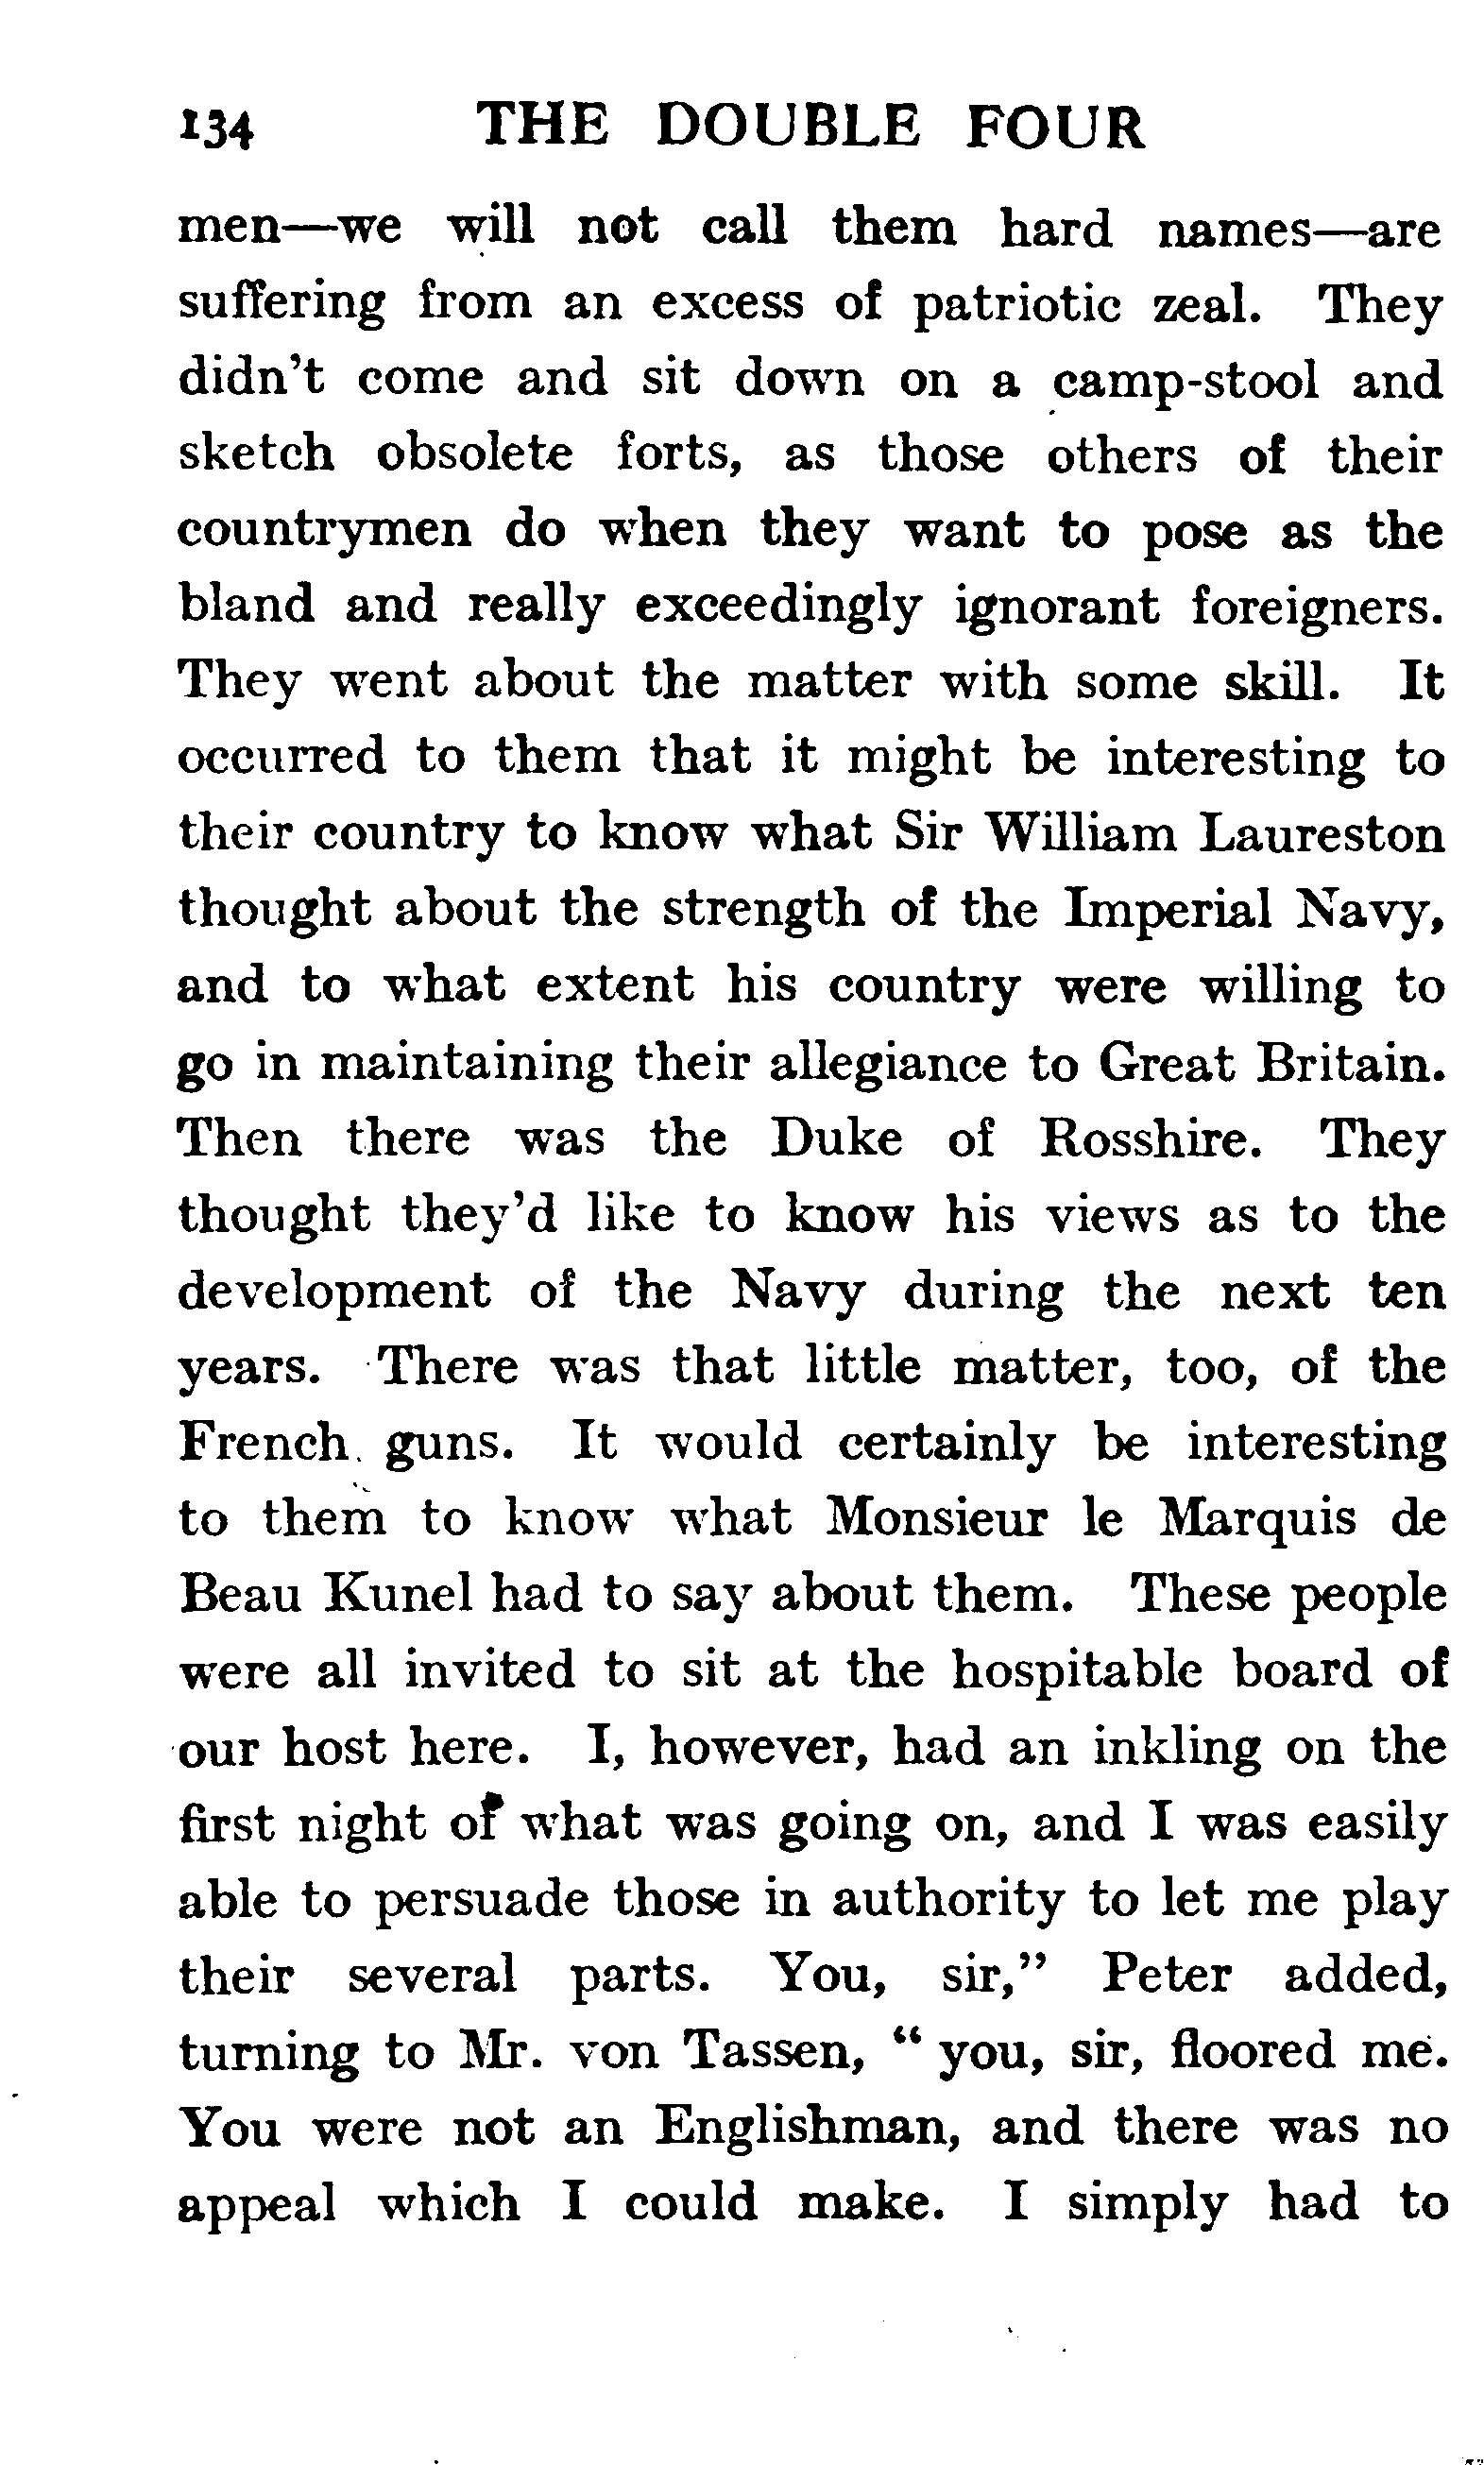 134 THE DOUBLE FOUR
men—we will not call them hard names—are
suffering from an excess of patriotic zeal. They
didn't come and sit down on a camp-stool and
sketch obsolete forts, as those others of their
countrymen do when they want to pose as the
bland and really exceedingly ignorant foreigners.
They went about the matter with some skill. It
occurred to them that it might be interesting to
their country to know what Sir William Laureston
thought about the strength of the Imperial Navy,
and to what extent his country were willing to
go in maintaining their allegiance to Great Britain.
Then there was the Duke of Rosshire. They
thought they'd like to know his views as to the
development of the Navy during the next ten
years. There was that little matter, too, of the
French guns. It would certainly be interesting
to them to know what Monsieur le Marquis de
Beau Kunel had to say about them. These people
were all invited to sit at the hospitable board of
our host here. I, however, had an inkling on the
first night of what was going on, and I was easily
able to persuade those in authority to let me play
their several parts. You, sir," Peter added,
turning to Mr. von Tassen, " you, sir, floored me.
You were not an Englishman, and there was no
appeal which I could make. I simply had to